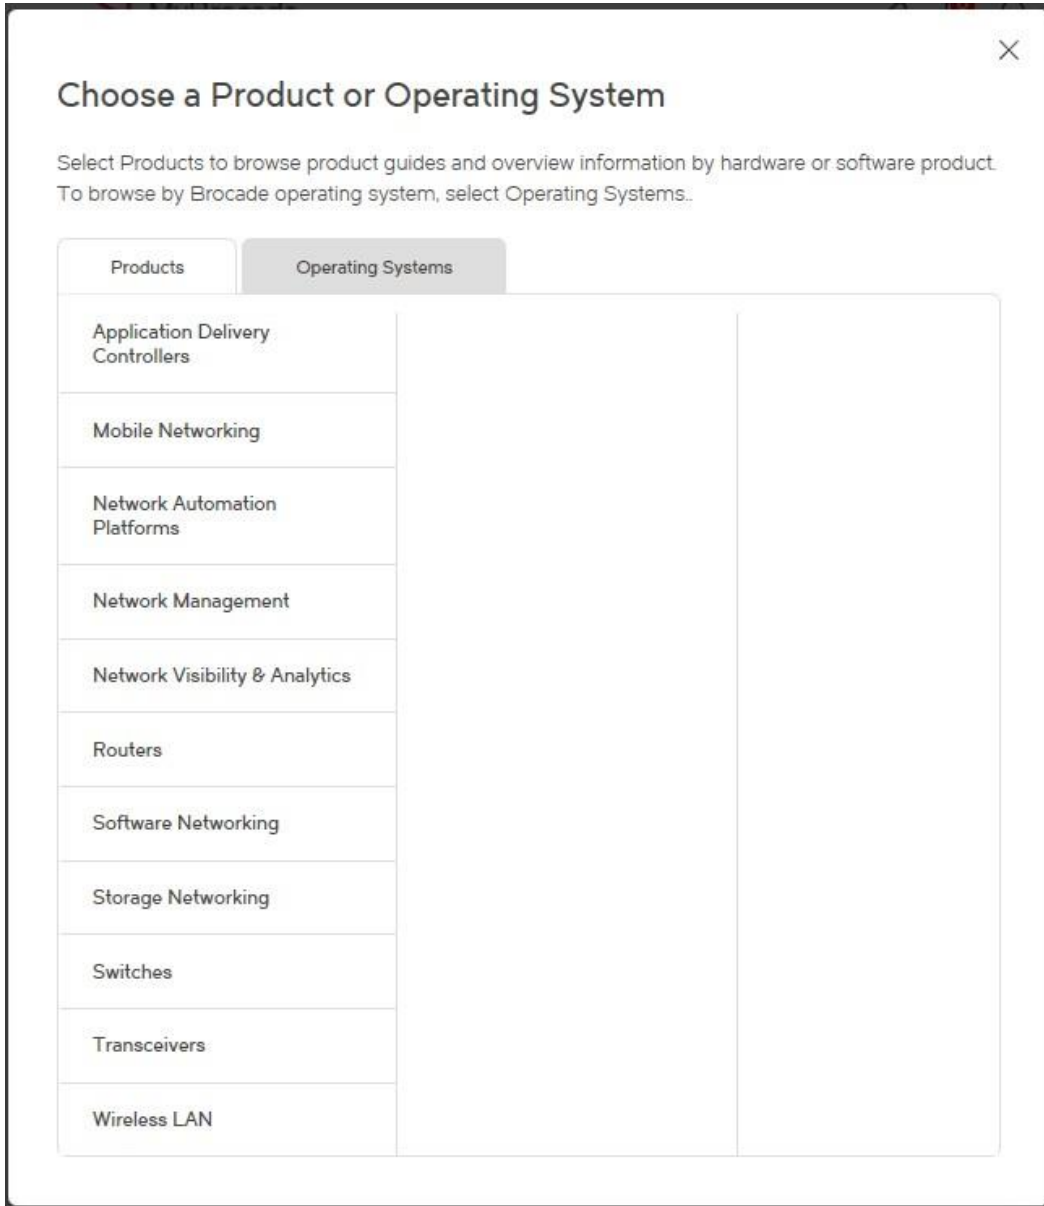 Choose a Product or Operating System
Select Products to browse product guides and overview information by hardware or software product.
To browse by Brocade operating system, select Operating Systems..
Products
Operating Systems
Application Delivery
Controllers
Mobile Networking
Network Automation
Platforms
Network Management
Network Visibility & Analytics
Routers
Software Networking
Storage Networking
Switches
Transceivers
Wireless LAN